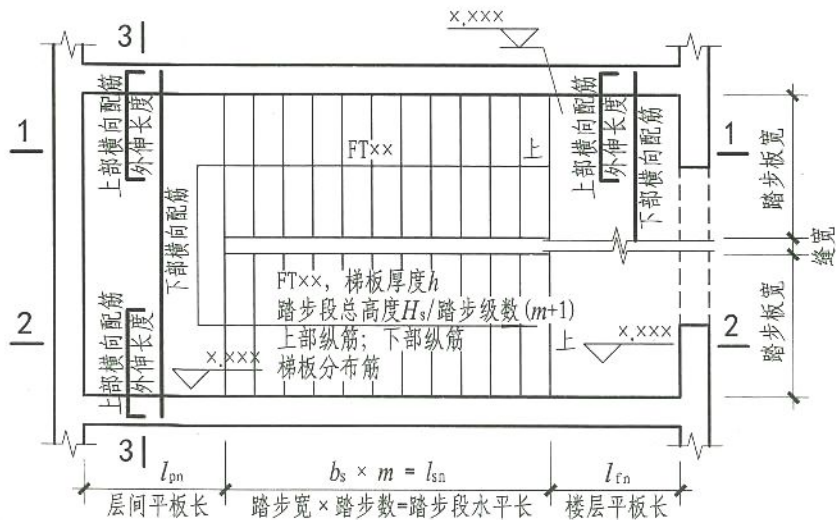 3
x.xxx
上部横向配筋
外伸长度
上部横向配筋
外伸长度
下部横向配筋
1
1
FT××
上
踏步板宽
缝宽
下部横向配筋
FT××，梯板厚度h
踏步段总高度Hs/踏步级数(m+1)
上部纵筋；下部纵筋
梯板分布筋
上部横向配筋
外伸长度
2
2
x.xxx
上
x.xxx
踏步板宽
3
lpn
bs × m = lsn
lfn
层间平板长
踏步宽×踏步数=踏步段水平长
楼层平板长